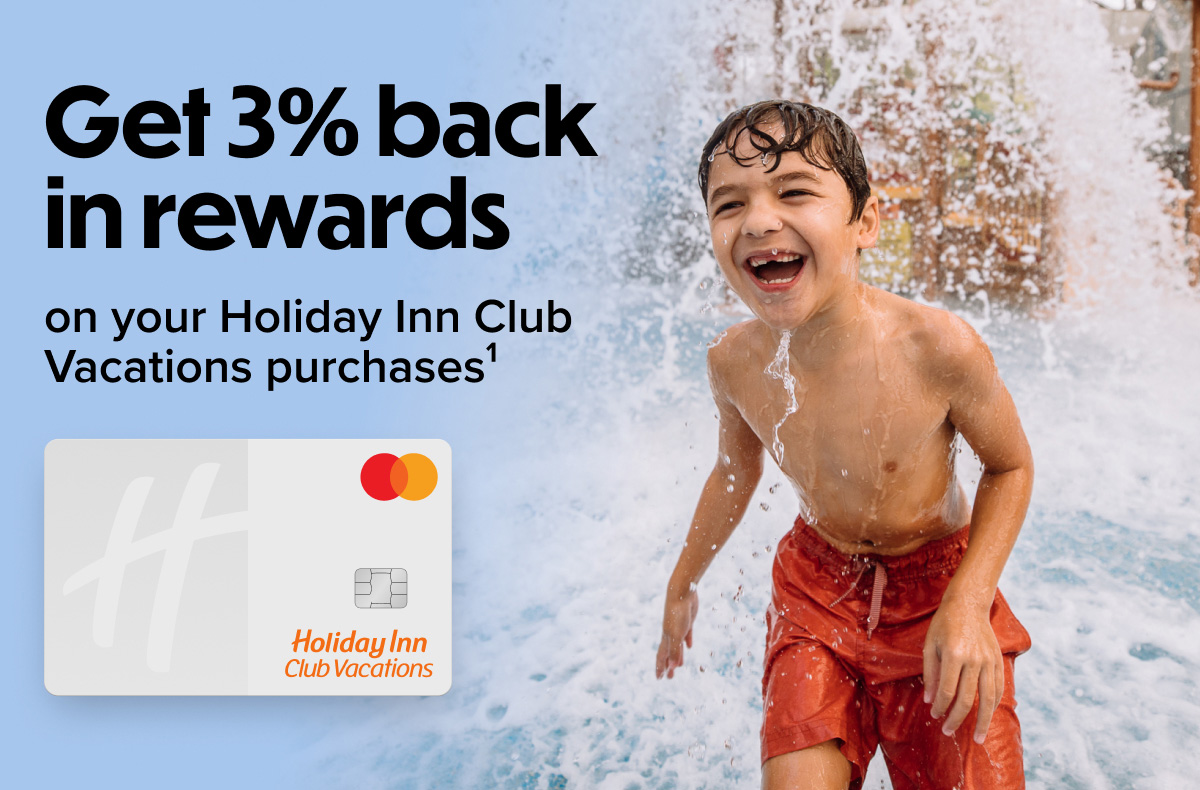 Get 3% back
in rewards
on your Holiday Inn Club
Vacations purchases¹
H
Holiday Inn
Club Vacations